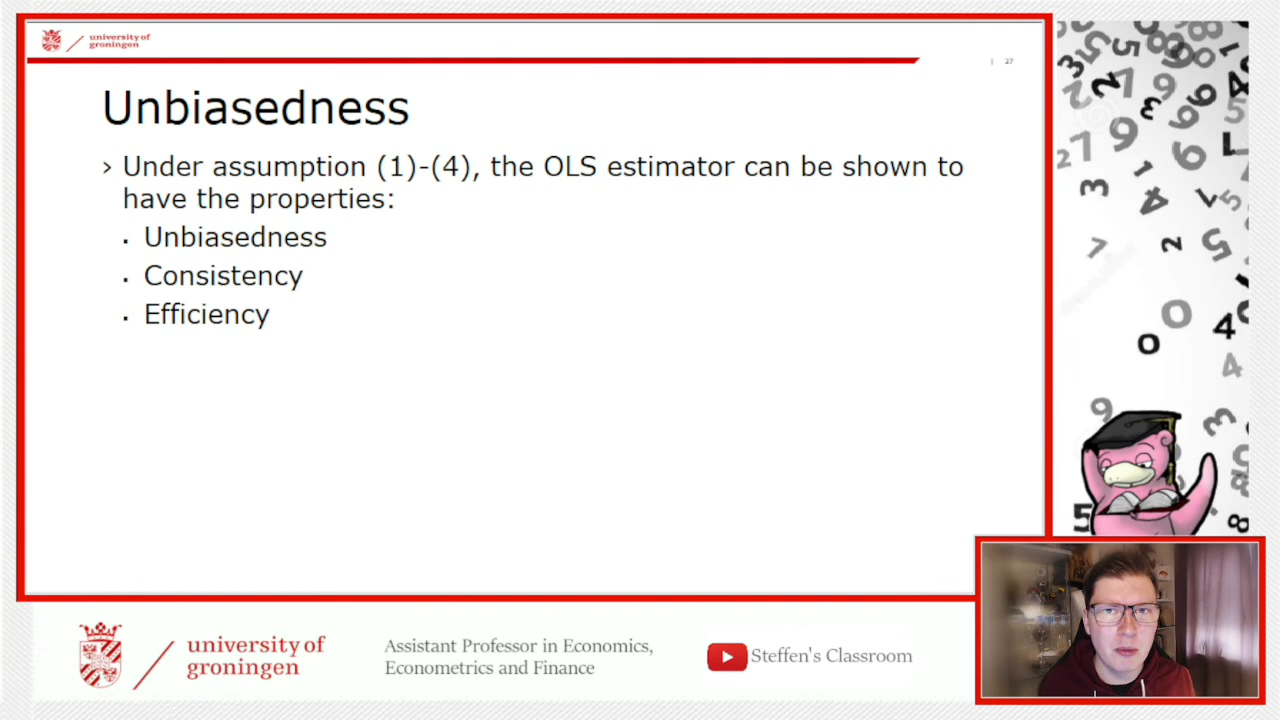 university of
groningen
| 27
Unbiasedness
› Under assumption (1)-(4), the OLS estimator can be shown to
have the properties:
▪ Unbiasedness
▪ Consistency
▪ Efficiency
university of
groningen
Assistant Professor in Economics,
Econometrics and Finance
Steffen's Classroom